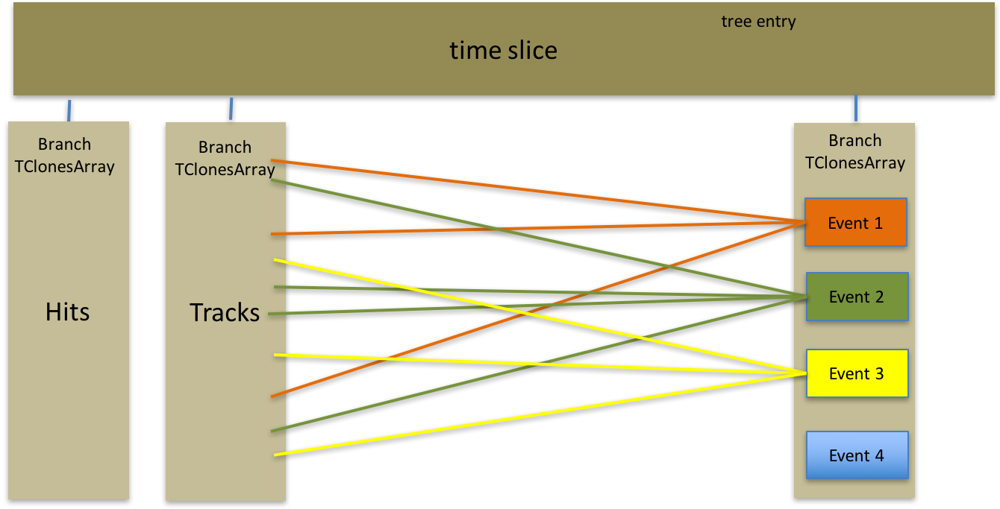 tree entry
time slice
Branch
TClonesArray
Hits
Branch
TClonesArray
Tracks
Branch
TClonesArray
Event 1
Event 2
Event 3
Event 4